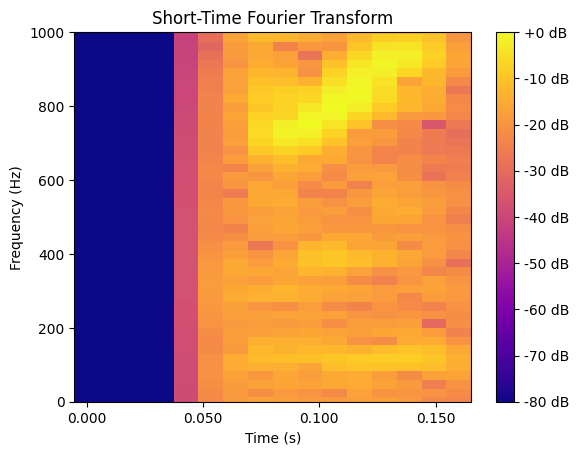 Short-Time Fourier Transform
1000
800
600
400
200
0
Frequency (Hz)
0.000
0.050
0.100
0.150
Time (s)
+0 dB
-10 dB
-20 dB
-30 dB
-40 dB
-50 dB
-60 dB
-70 dB
-80 dB